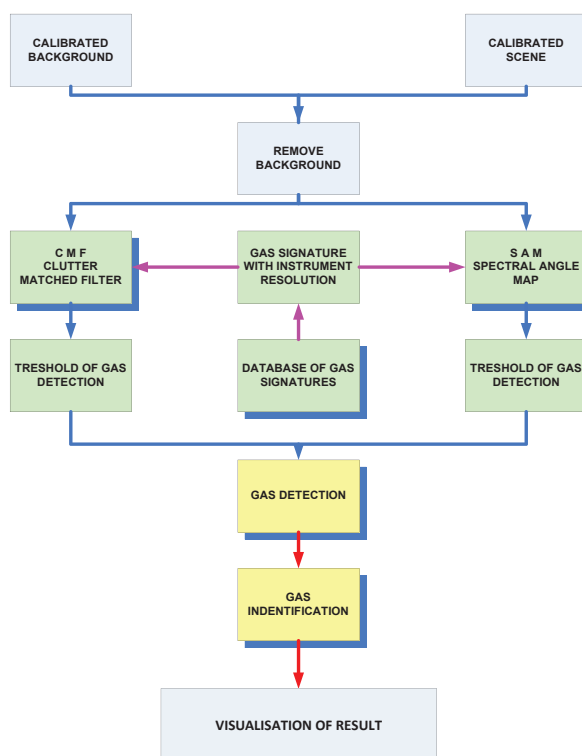 CALIBRATED
BACKGROUND
CALIBRATED
SCENE
REMOVE
BACKGROUND
C M F
CLUTTER
MATCHED FILTER
GAS SIGNATURE
WITH INSTRUMENT
RESOLUTION
S A M
SPECTRAL ANGLE
MAP
TRESHOLD OF GAS
DETECTION
DATABASE OF GAS
SIGNATURES
TRESHOLD OF GAS
DETECTION
GAS DETECTION
GAS
INDENTIFICATION
VISUALISATION OF RESULT